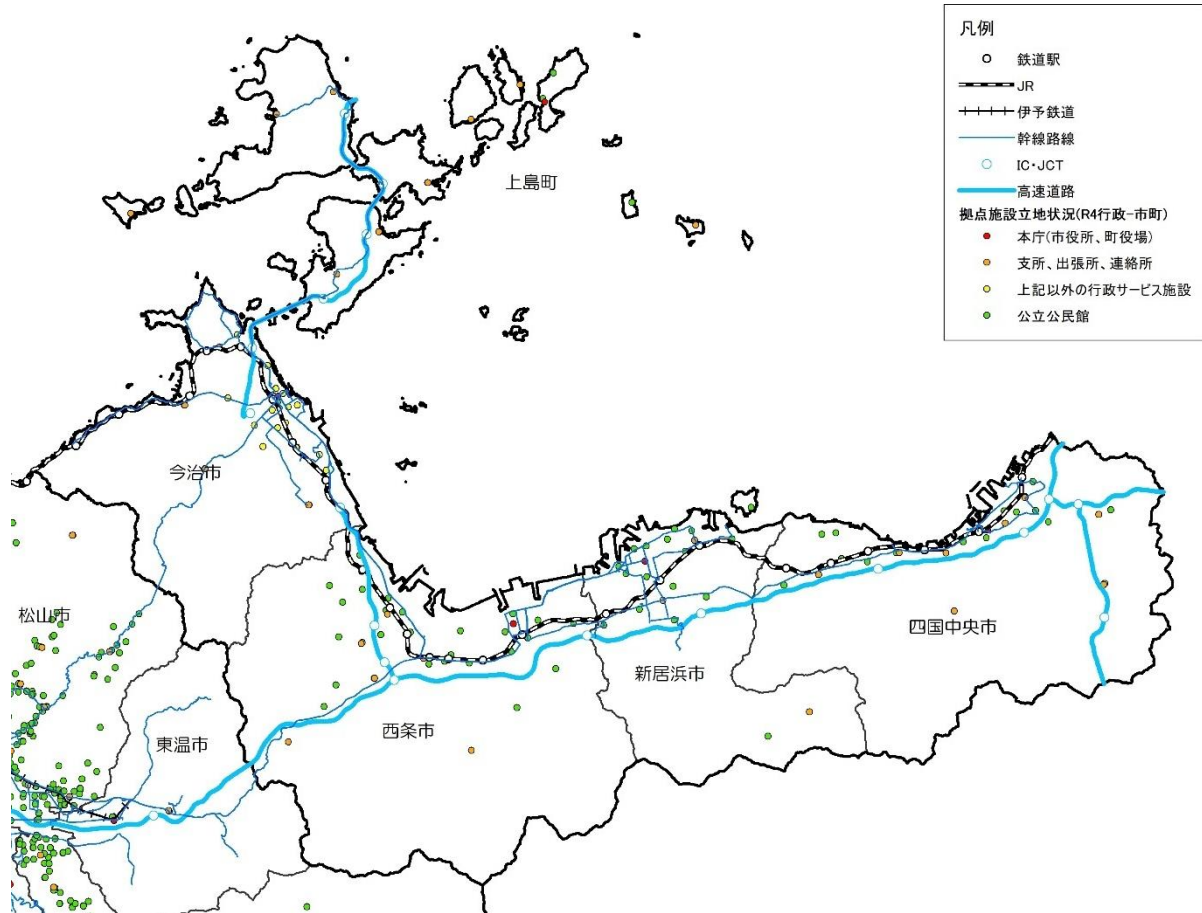 凡例
鉄道駅
JR
伊予鉄道
幹線路線
IC・JCT
高速道路
拠点施設立地状況(R4行政-市町)
本庁(市役所、町役場)
支所、出張所、連絡所
上記以外の行政サービス施設
公立公民館
上島町
今治市
松山市
四国中央市
新居浜市
西条市
東温市